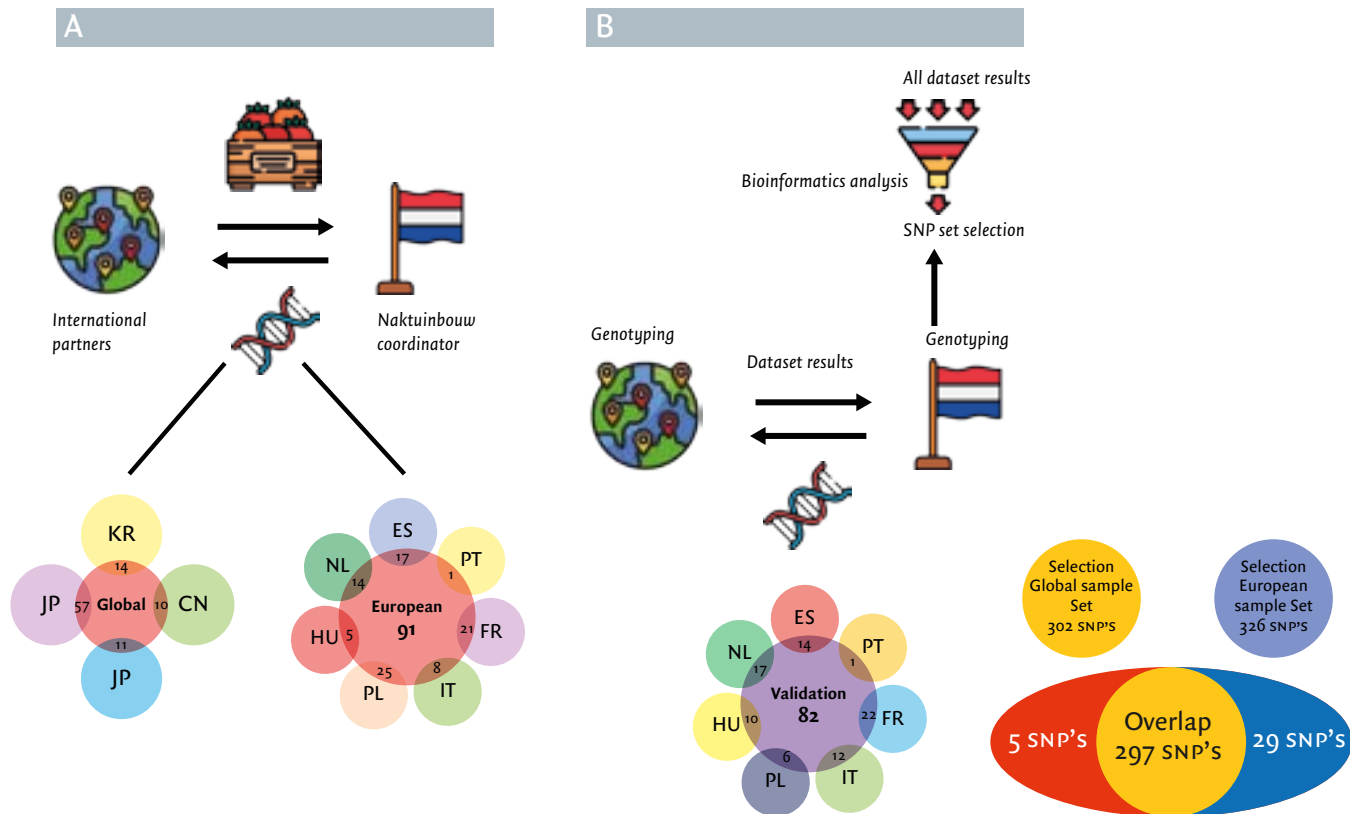 A
International
partners
Naktuinbouw
coordinator
KR
14
JP
57
Global
10
CN
11
JP
ES
17
NL
14
PT
1
European
91
HU
5
21
FR
25
PL
8
IT
B
All dataset results
Bioinformatics analysis
SNP set selection
Genotyping
Genotyping
Dataset results
ES
14
NL
17
PT
1
Validation
82
HU
10
22
FR
6
PL
12
IT
Selection
Global sample
Set
302 SNP'S
Selection
European
sample Set
326 SNP'S
5 SNP'S
Overlap
297 SNP'S
29 SNP'S